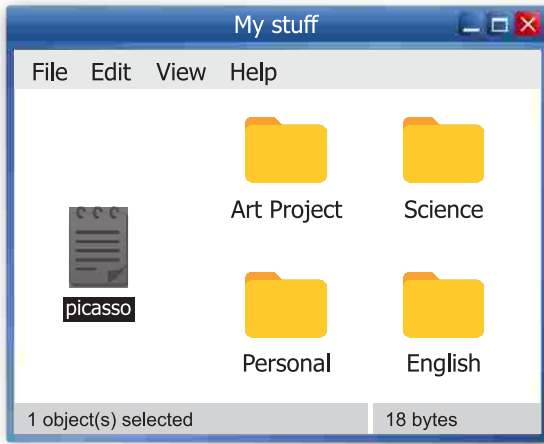 My stuff
File Edit View Help
Art Project Science
picasso
Personal English
1 object(s) selected 18 bytes